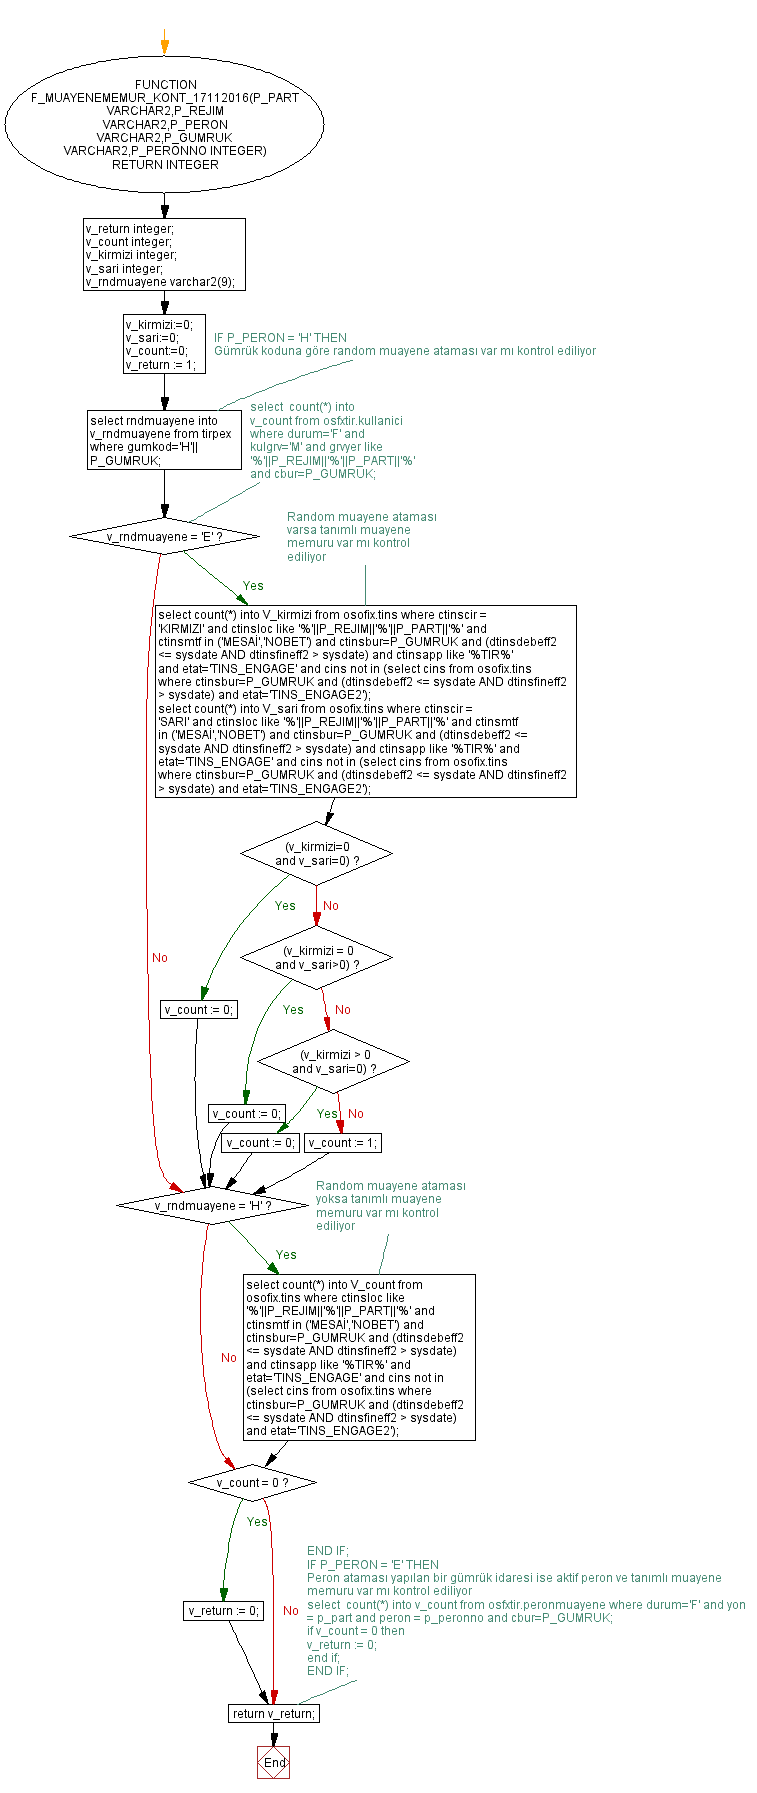 FUNCTION
F_MUAYENEMEMUR_KONT_17112016(P_PART
VARCHAR2,P_REJIM
VARCHAR2,P_PERON
VARCHAR2,P_GUMRUK
VARCHAR2,P_PERONNO INTEGER)
RETURN INTEGER
v_return integer;
v_count integer;
v_kirmizi integer;
v_sari integer;
v_rndmuayene varchar2(9);
v_kirmizi:=0;
v_sari:=0;
v_count:=0;
v_return := 1;
IF P_PERON = 'H' THEN
Gümrük koduna göre random muayene ataması var mı kontrol ediliyor
select rndmuayene into
v_rndmuayene from tirpex
where gumkod='H'||
P_GUMRUK;
select  count(*) into
v_count from osfxtir.kullanici
where durum='F' and
kulgrv='M' and grvyer like
'%'||P_REJIM||'%'||P_PART||'%'
and cbur=P_GUMRUK;
v_rndmuayene = 'E' ?
Random muayene ataması
varsa tanımlı muayene
memuru var mı kontrol
ediliyor
Yes
select count(*) into V_kirmizi from osofix.tins where ctinscir =
'KIRMIZI' and ctinsloc like '%'||P_REJIM||'%'||P_PART||'%' and
ctinsmtf in ('MESAİ','NOBET') and ctinsbur=P_GUMRUK and (dtinsdebeff2
<= sysdate AND dtinsfineff2 > sysdate) and ctinsapp like '%TIR%'
and etat='TINS_ENGAGE' and cins not in (select cins from osofix.tins
where ctinsbur=P_GUMRUK and (dtinsdebeff2 <= sysdate AND dtinsfineff2
> sysdate) and etat='TINS_ENGAGE2');
select count(*) into V_sari from osofix.tins where ctinscir =
'SARI' and ctinsloc like '%'||P_REJIM||'%'||P_PART||'%' and ctinsmtf
in ('MESAİ','NOBET') and ctinsbur=P_GUMRUK and (dtinsdebeff2 <=
sysdate AND dtinsfineff2 > sysdate) and ctinsapp like '%TIR%' and
etat='TINS_ENGAGE' and cins not in (select cins from osofix.tins
where ctinsbur=P_GUMRUK and (dtinsdebeff2 <= sysdate AND dtinsfineff2
> sysdate) and etat='TINS_ENGAGE2');
(v_kirmizi=0
and v_sari=0) ?
Yes
No
(v_kirmizi = 0
and v_sari>0) ?
No
v_count := 0;
Yes
No
(v_kirmizi > 0
and v_sari=0) ?
v_count := 0;
Yes
No
v_count := 0;
v_count := 1;
v_rndmuayene = 'H' ?
Random muayene ataması
yoksa tanımlı muayene
memuru var mı kontrol
ediliyor
Yes
select count(*) into V_count from
osofix.tins where ctinsloc like
'%'||P_REJIM||'%'||P_PART||'%' and
ctinsmtf in ('MESAİ','NOBET') and
ctinsbur=P_GUMRUK and (dtinsdebeff2
<= sysdate AND dtinsfineff2 > sysdate)
and ctinsapp like '%TIR%' and
etat='TINS_ENGAGE' and cins not in
(select cins from osofix.tins where
ctinsbur=P_GUMRUK and (dtinsdebeff2
<= sysdate AND dtinsfineff2 > sysdate)
and etat='TINS_ENGAGE2');
No
v_count = 0 ?
Yes
v_return := 0;
No
END IF;
IF P_PERON = 'E' THEN
Peron ataması yapılan bir gümrük idaresi ise aktif peron ve tanımlı muayene
memuru var mı kontrol ediliyor
select  count(*) into v_count from osfxtir.peronmuayene where durum='F' and yon
= p_part and peron = p_peronno and cbur=P_GUMRUK;
if v_count = 0 then
v_return := 0;
end if;
END IF;
return v_return;
End